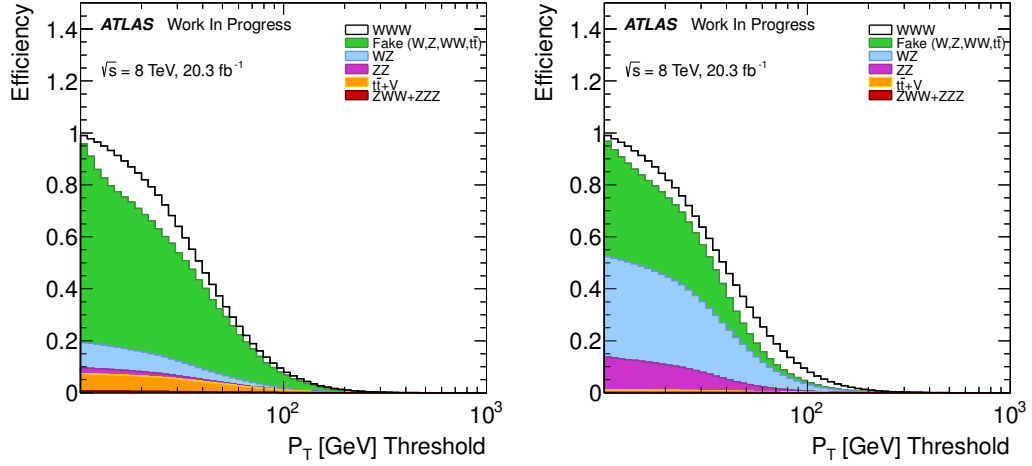 ATLAS Work In Progress
√s = 8 TeV, 20.3 fb⁻¹
WWW
Fake (W,Z,WW,tt̄)
WZ
ZZ
tt̄+V
ZWW+ZZZ
Efficiency
0
0.2
0.4
0.6
0.8
1
1.2
1.4
10²
10³
P_T [GeV] Threshold
ATLAS Work In Progress
√s = 8 TeV, 20.3 fb⁻¹
WWW
Fake (W,Z,WW,tt̄)
WZ
ZZ
tt̄+V
ZWW+ZZZ
Efficiency
0
0.2
0.4
0.6
0.8
1
1.2
1.4
10²
10³
P_T [GeV] Threshold